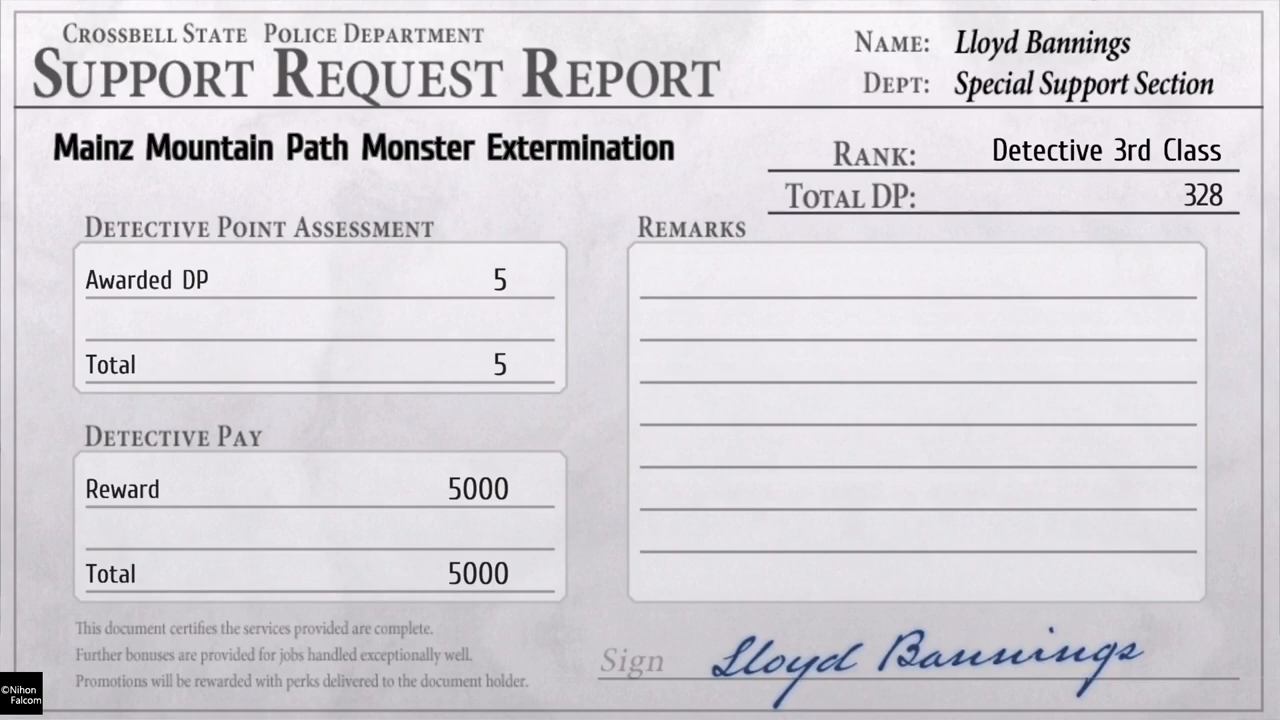 Crossbell State Police Department
Support Request Report
Name: Lloyd Bannings
Dept: Special Support Section
Mainz Mountain Path Monster Extermination
Rank: Detective 3rd Class
Total DP: 328
Detective Point Assessment
Awarded DP 5
Total 5
Detective Pay
Reward 5000
Total 5000
Remarks
This document certifies the services provided are complete.
Further bonuses are provided for jobs handled exceptionally well.
Promotions will be rewarded with perks delivered to the document holder.
Sign Lloyd Bannings
©Nihon
Falcom